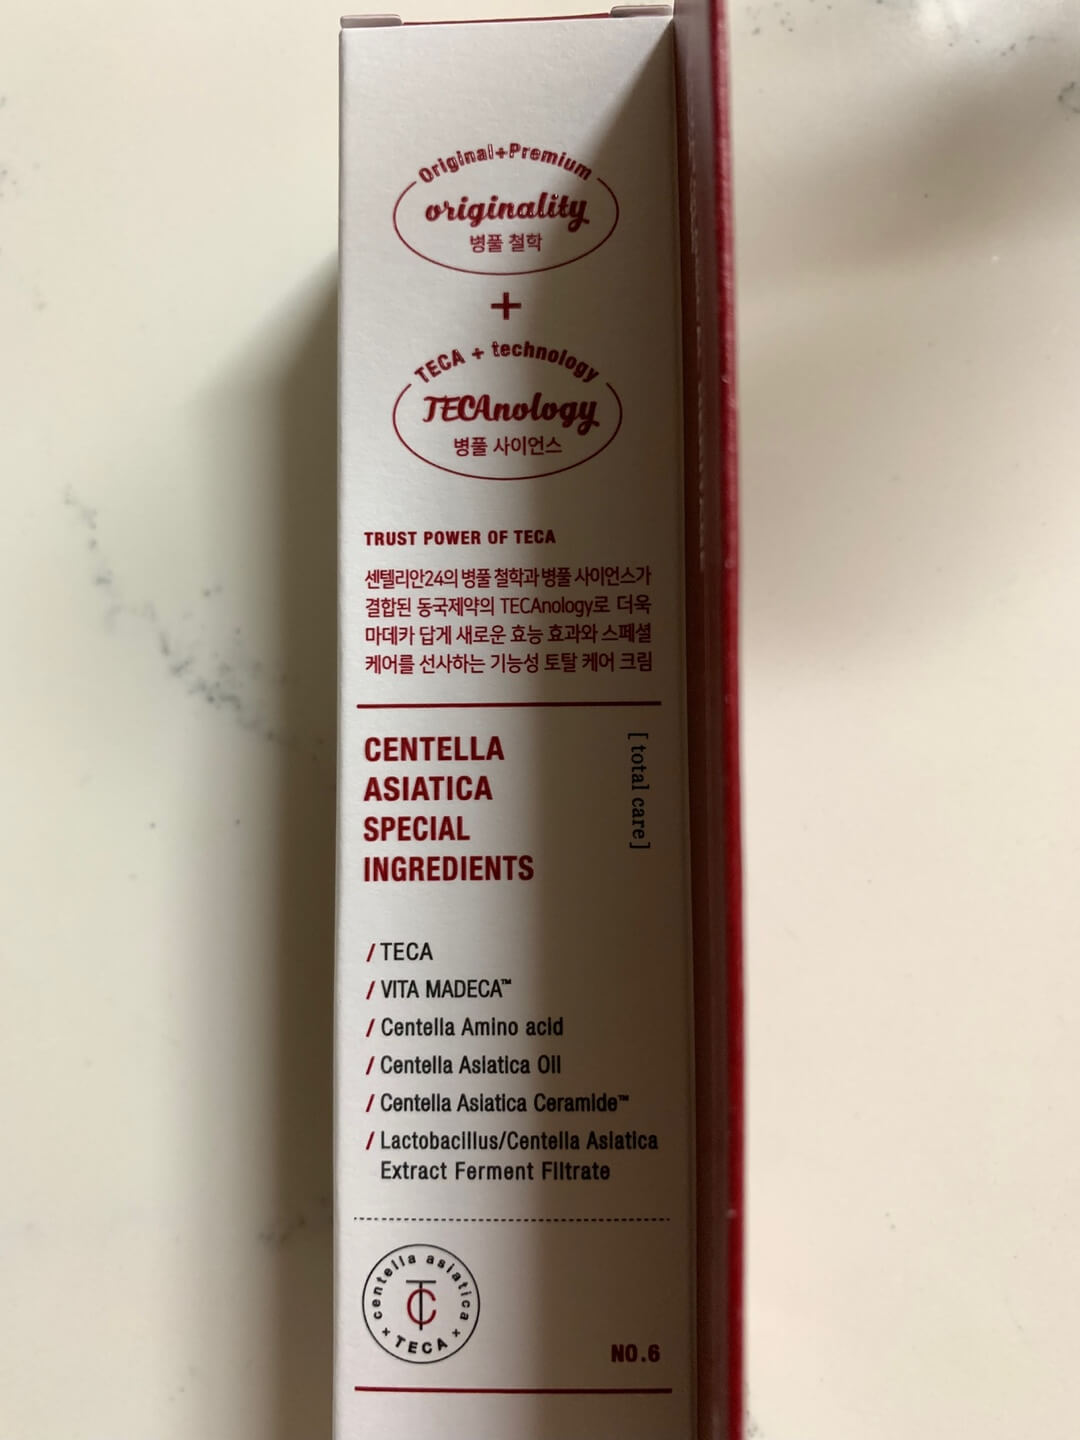 Original+Premium
originality
병풀 철학
+
TECA + technology
TECAnology
병풀 사이언스
TRUST POWER OF TECA
센텔리안24의 병풀 철학과 병풀 사이언스가
결합된 동국제약의 TECAnology로 더욱
마데카 답게 새로운 효능 효과와 스페셜
케어를 선사하는 기능성 토탈 케어 크림
CENTELLA
ASIATICA
SPECIAL
INGREDIENTS
[ total care ]
/ TECA
/ VITA MADECA™
/ Centella Amino acid
/ Centella Asiatica Oil
/ Centella Asiatica Ceramide™
/ Lactobacillus/Centella Asiatica
Extract Ferment Filtrate
centella asiatica
TC
× TECA ×
NO.6